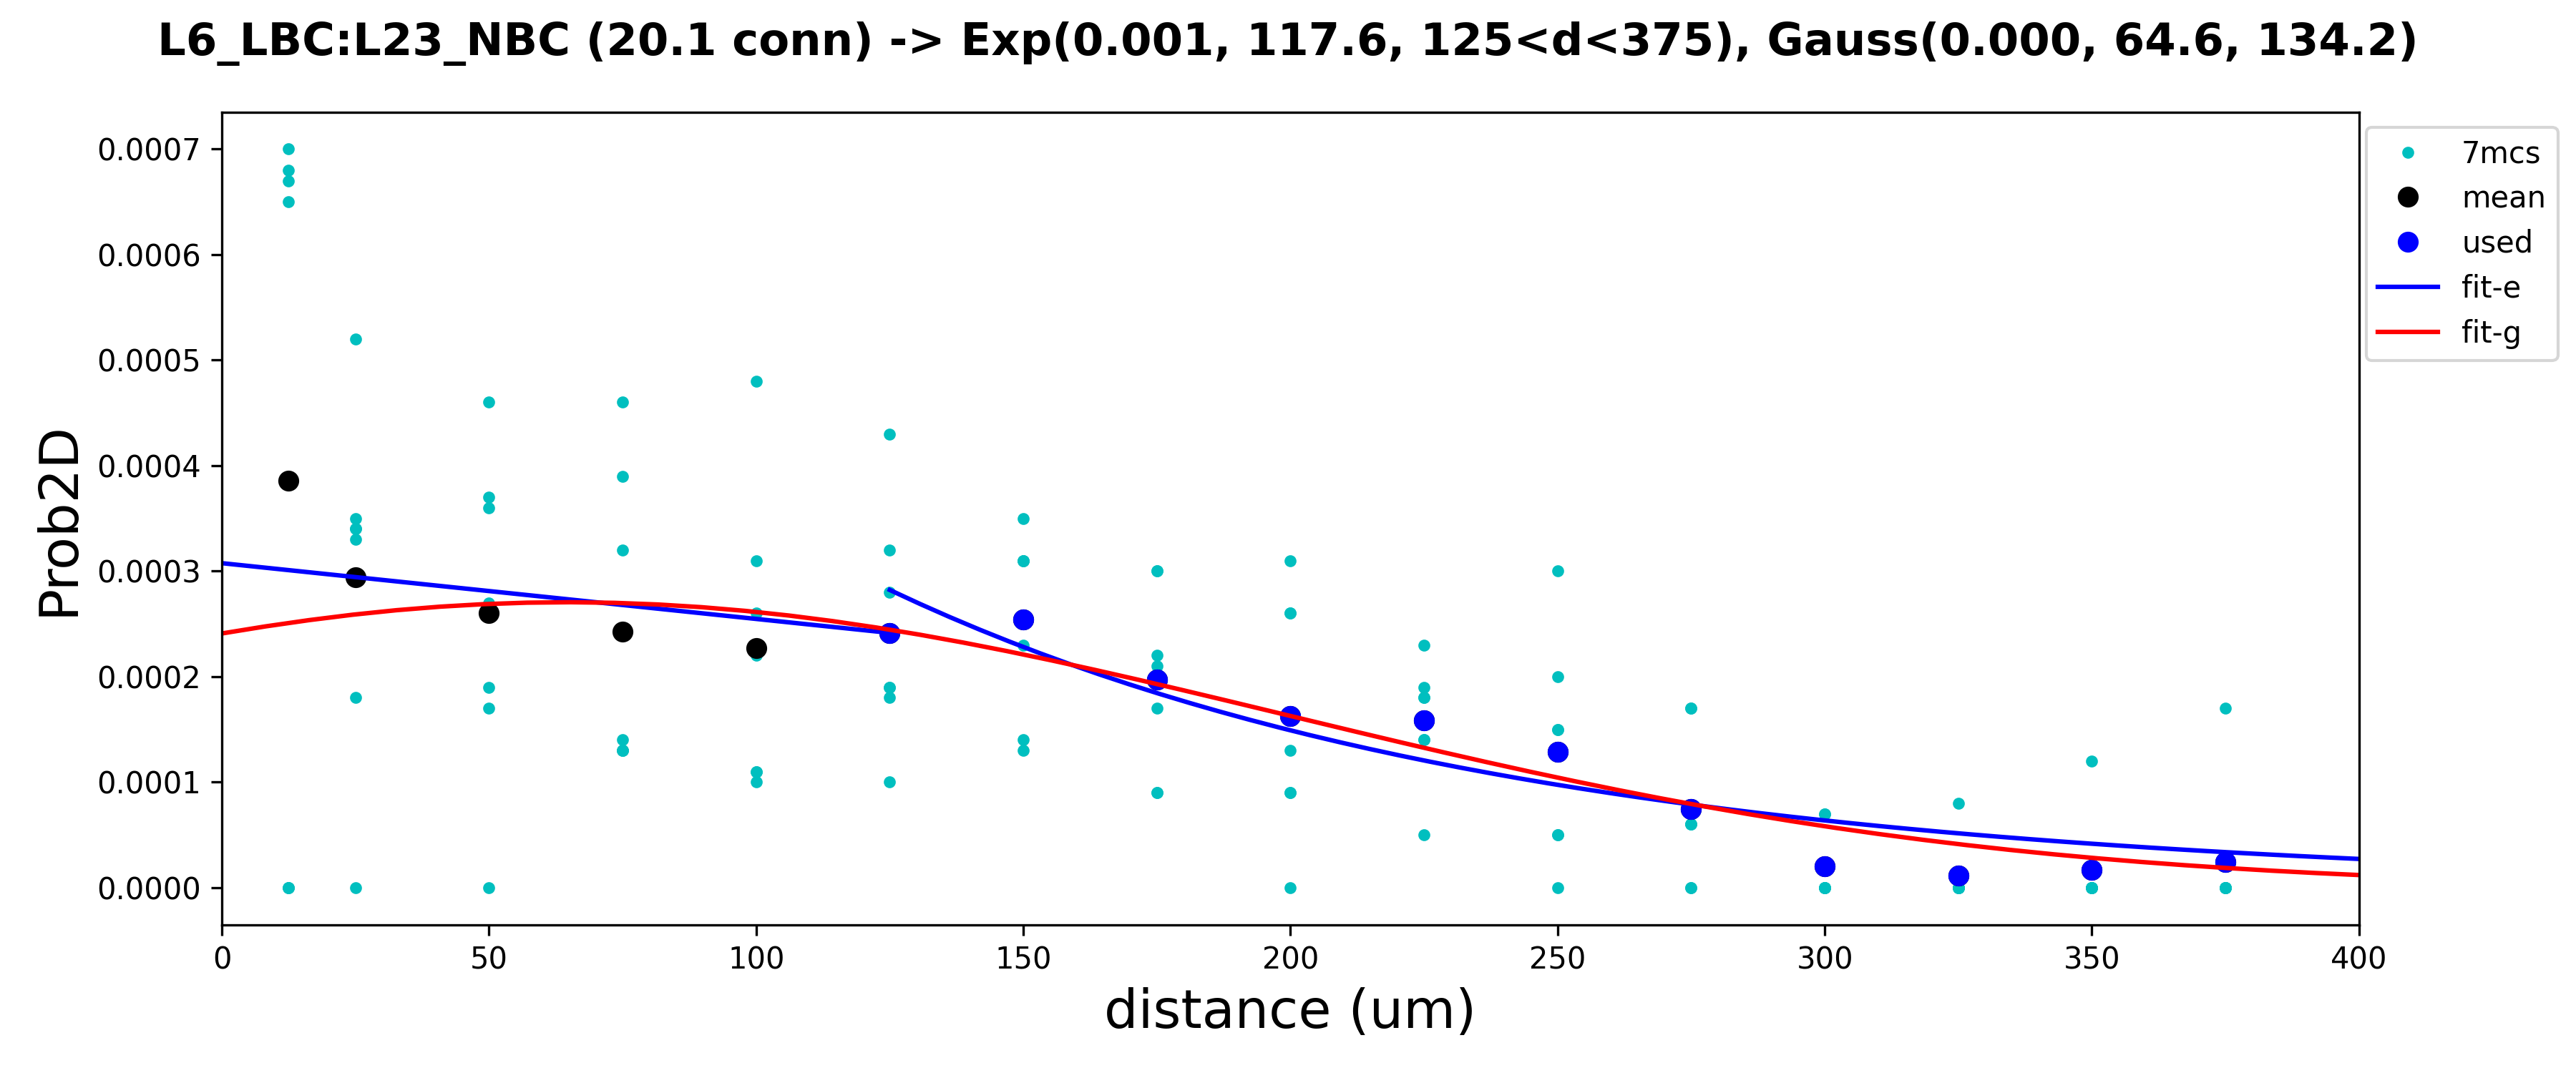 L6_LBC:L23_NBC (20.1 conn) -> Exp(0.001, 117.6, 125<d<375), Gauss(0.000, 64.6, 134.2)
Prob2D
0.0007
0.0006
0.0005
0.0004
0.0003
0.0002
0.0001
0.0000
0 50 100 150 200 250 300 350 400
distance (um)
7mcs
mean
used
fit-e
fit-g